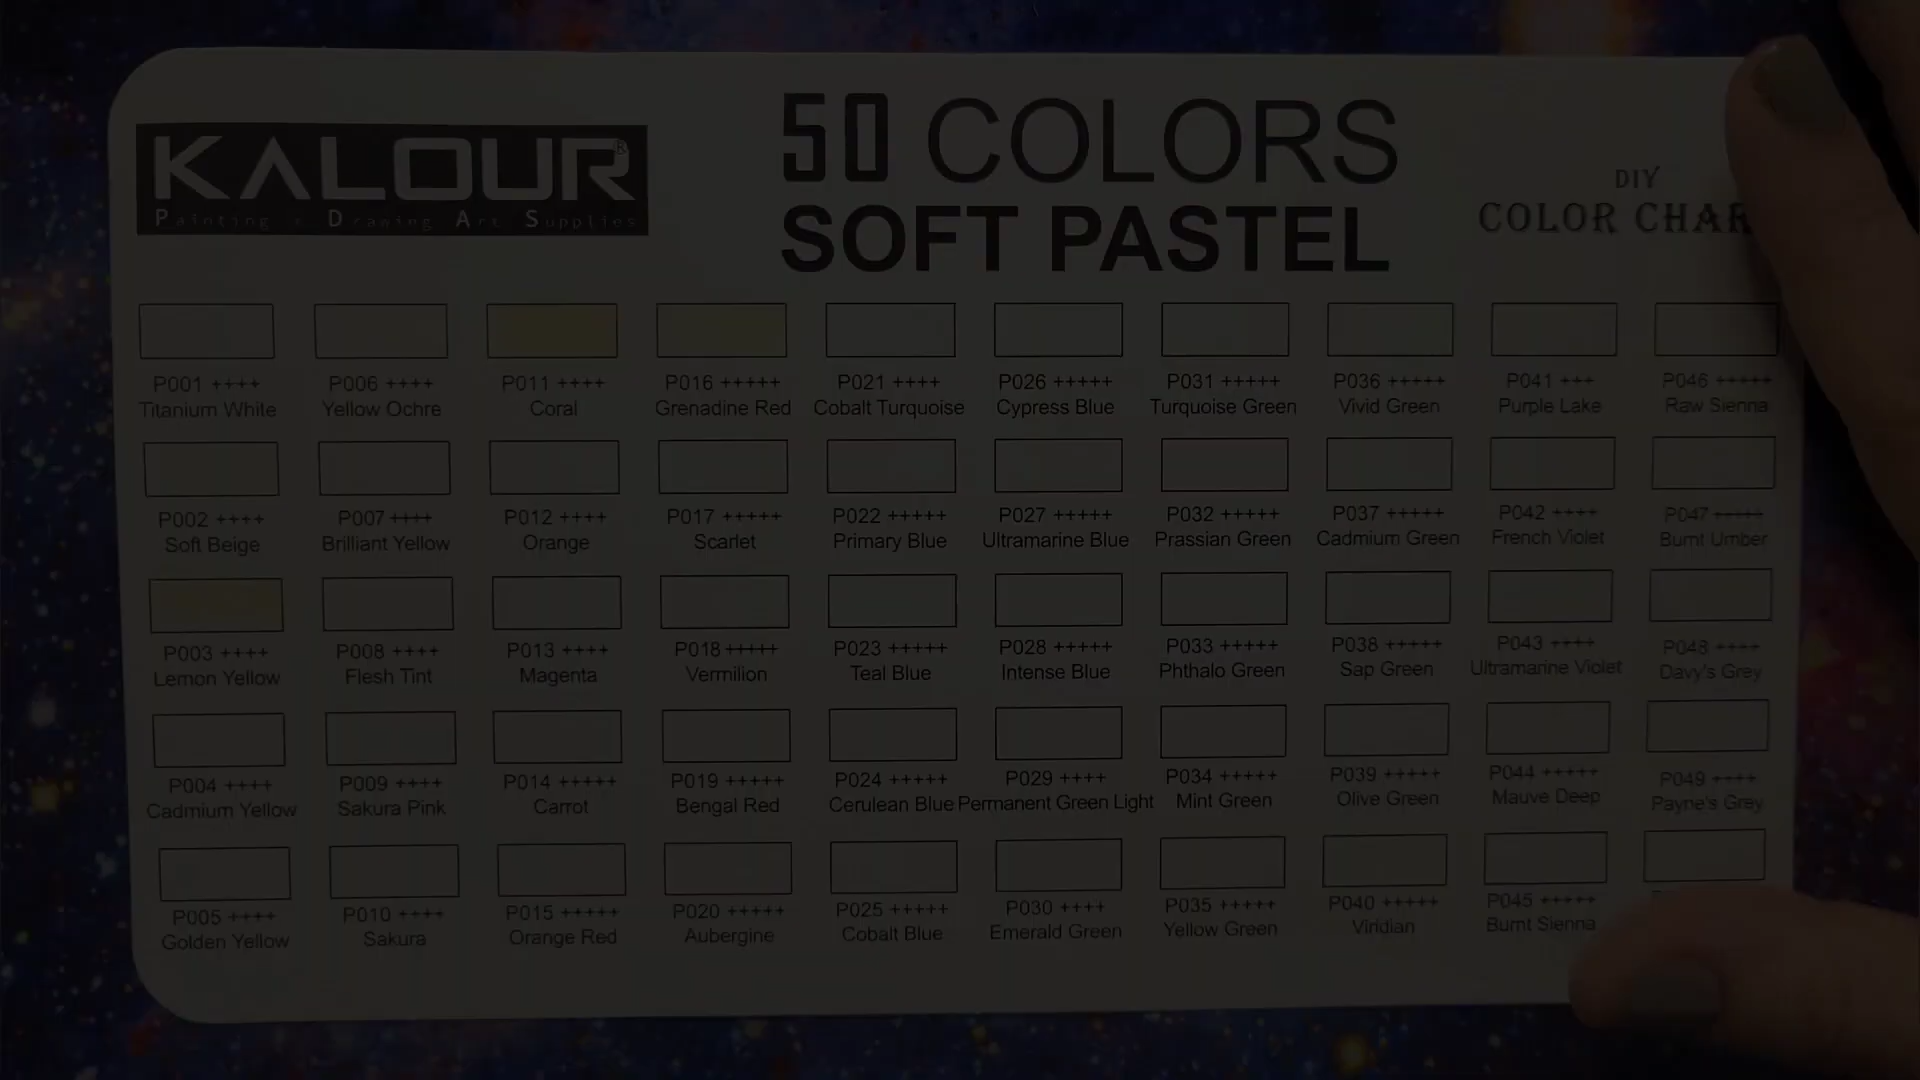 KALOUR®
Painting - Drawing Art Supplies
50 COLORS
SOFT PASTEL
DIY
COLOR CHAR
P001 ++++ P006 ++++ P011 ++++ P016 +++++ P021 ++++ P026 +++++ P031 +++++ P036 +++++ P041 +++ P046 +++++
Titanium White Yellow Ochre Coral Grenadine Red Cobalt Turquoise Cypress Blue Turquoise Green Vivid Green Purple Lake Raw Sienna
P002 ++++ P007 ++++ P012 ++++ P017 +++++ P022 +++++ P027 +++++ P032 +++++ P037 +++++ P042 ++++ P047 +++++
Soft Beige Brilliant Yellow Orange Scarlet Primary Blue Ultramarine Blue Prassian Green Cadmium Green French Violet Burnt Umber
P003 ++++ P008 ++++ P013 ++++ P018 +++++ P023 +++++ P028 +++++ P033 +++++ P038 +++++ P043 ++++ P048 ++++
Lemon Yellow Flesh Tint Magenta Vermilion Teal Blue Intense Blue Phthalo Green Sap Green Ultramarine Violet Davy's Grey
P004 ++++ P009 ++++ P014 +++++ P019 +++++ P024 +++++ P029 ++++ P034 +++++ P039 +++++ P044 +++++ P049 ++++
Cadmium Yellow Sakura Pink Carrot Bengal Red Cerulean Blue Permanent Green Light Mint Green Olive Green Mauve Deep Payne's Grey
P005 ++++ P010 ++++ P015 +++++ P020 +++++ P025 +++++ P030 ++++ P035 +++++ P040 +++++ P045 +++++
Golden Yellow Sakura Orange Red Aubergine Cobalt Blue Emerald Green Yellow Green Viridian Burnt Sienna